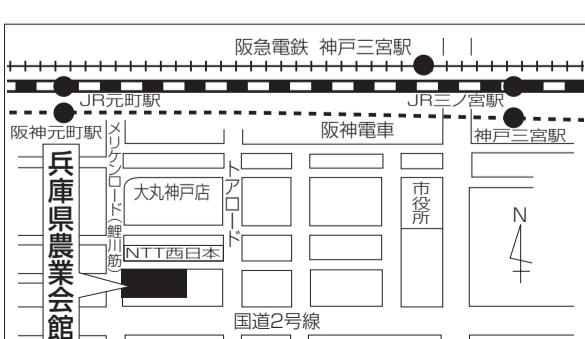 阪急電鉄 神戸三宮駅
JR元町駅
JR三ノ宮駅
阪神元町駅
阪神電車
神戸三宮駅
メリケンロード(鯉川筋)
トアロード
大丸神戸店
市役所
兵庫県農業会館
NTT西日本
N
国道2号線